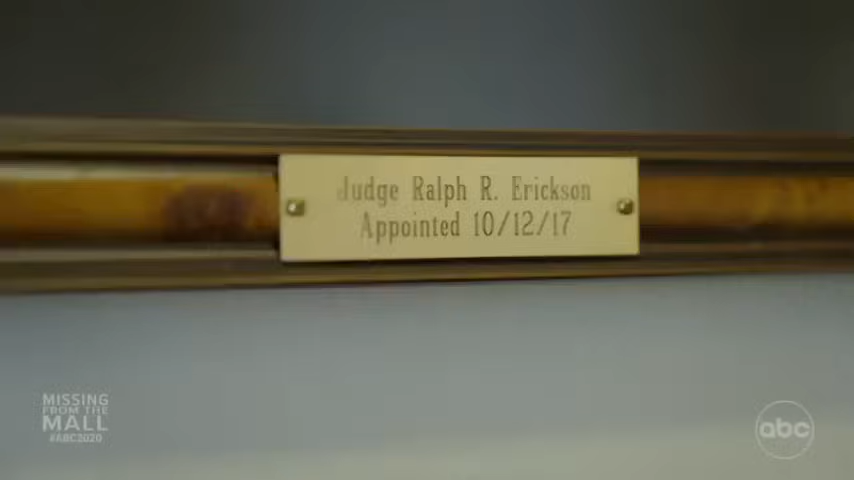 Judge Ralph R. Erickson
Appointed 10/12/17
MISSING
FROM THE
MALL
#ABC2020
abc